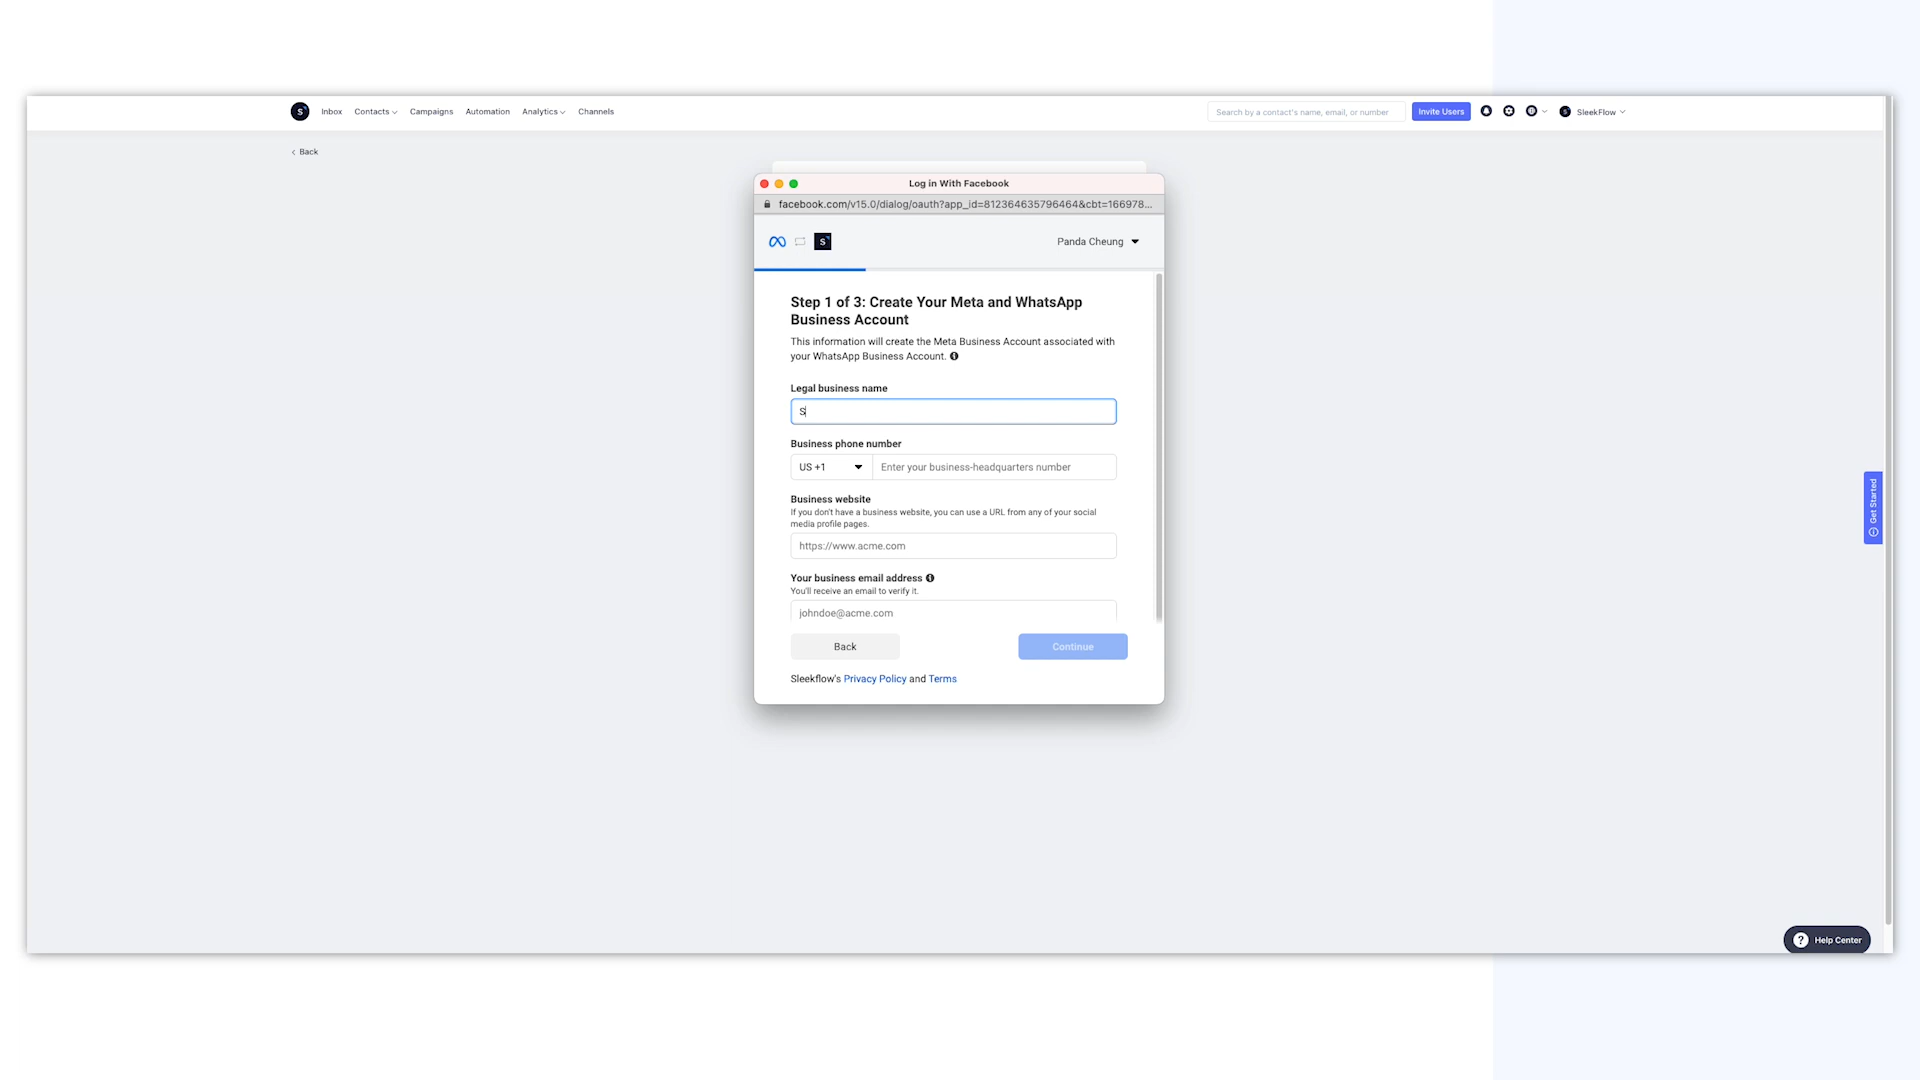 S
Inbox
Contacts
Campaigns
Automation
Analytics
Channels
Search by a contact's name, email, or number
Invite Users
SleekFlow
Back
Log in With Facebook
facebook.com/v15.0/dialog/oauth?app_id=812364635796464&cbt=166978...
S
Panda Cheung
Step 1 of 3: Create Your Meta and WhatsApp
Business Account
This information will create the Meta Business Account associated with
your WhatsApp Business Account.
Legal business name
S
Business phone number
US +1
Enter your business-headquarters number
Business website
If you don't have a business website, you can use a URL from any of your social
media profile pages.
https://www.acme.com
Your business email address
You'll receive an email to verify it.
johndoe@acme.com
Back
Continue
Sleekflow's Privacy Policy and Terms
Get Started
? Help Center